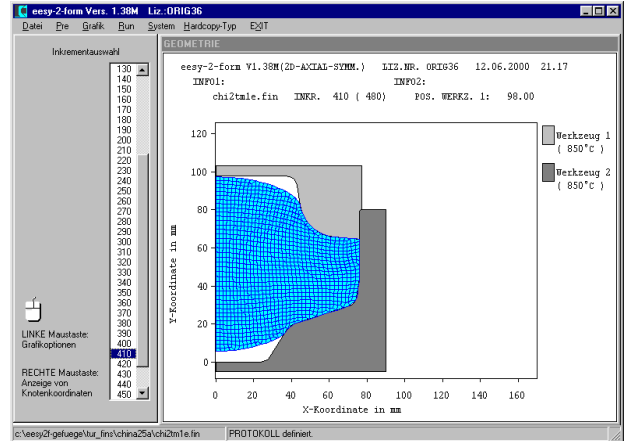 eesy-2-form Vers. 1.38M Liz.:ORIG36
Datei Pre Grafik Run System Hardcopy-Typ EXIT
Inkrementauswahl
130
140
150
160
170
180
190
200
210
220
230
240
250
260
270
280
290
300
310
320
330
340
350
360
370
380
390
400
410
420
430
440
450
LINKE Maustaste:
Grafikoptionen
RECHTE Maustaste:
Anzeige von
Knotenkoordinaten
GEOMETRIE
eesy-2-form V1.38M(2D-AXIAL-SYMM.) LIZ.NR. ORIG36 12.06.2000 21.17
INFO1: INFO2:
chi2tm1e.fin INKR. 410 ( 480) POS. WERKZ. 1: 98.00
Werkzeug 1
( 850°C )
Werkzeug 2
( 850°C )
Y-Koordinate in mm
120
100
80
60
40
20
0
0 20 40 60 80 100 120 140 160
X-Koordinate in mm
c:\eesy2f-gefuege\tur_fins\china25a\chi2tm1e.fin PROTOKOLL definiert.